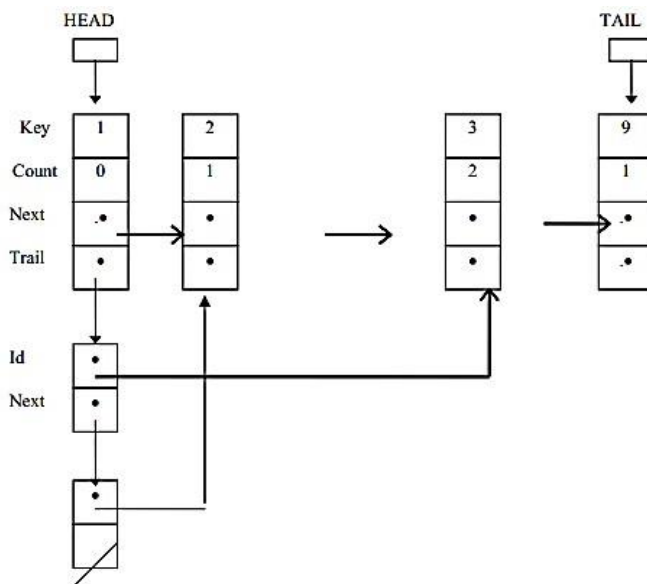 HEAD TAIL
Key 1 2 3 9
Count 0 1 2 1
Next
Trail
Id
Next